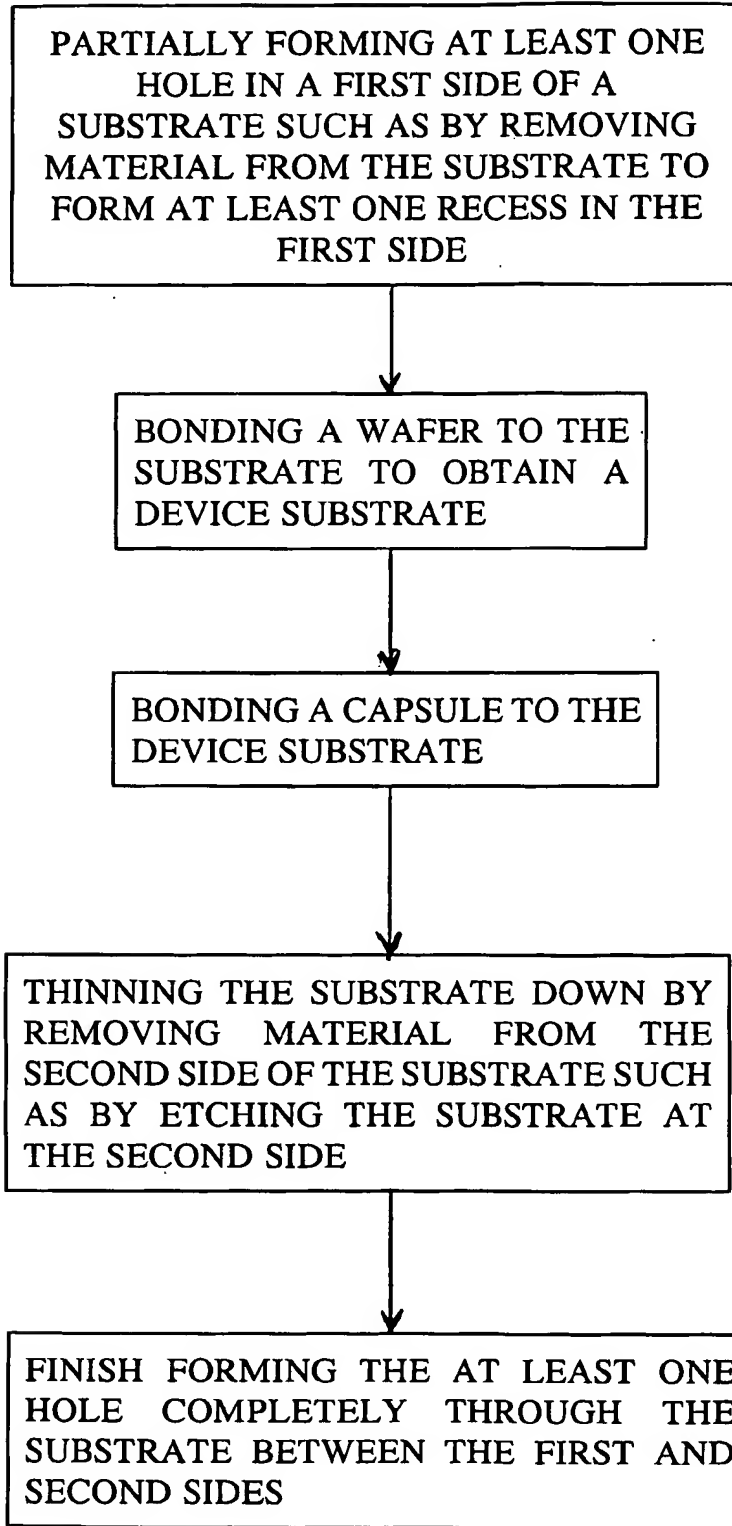 PARTIALLY FORMING AT LEAST ONE
HOLE IN A FIRST SIDE OF A
SUBSTRATE SUCH AS BY REMOVING
MATERIAL FROM THE SUBSTRATE TO
FORM AT LEAST ONE RECESS IN THE
FIRST SIDE
BONDING A WAFER TO THE
SUBSTRATE TO OBTAIN A
DEVICE SUBSTRATE
BONDING A CAPSULE TO THE
DEVICE SUBSTRATE
THINNING THE SUBSTRATE DOWN BY
REMOVING MATERIAL FROM THE
SECOND SIDE OF THE SUBSTRATE SUCH
AS BY ETCHING THE SUBSTRATE AT
THE SECOND SIDE
FINISH FORMING THE AT LEAST ONE
HOLE COMPLETELY THROUGH THE
SUBSTRATE BETWEEN THE FIRST AND
SECOND SIDES